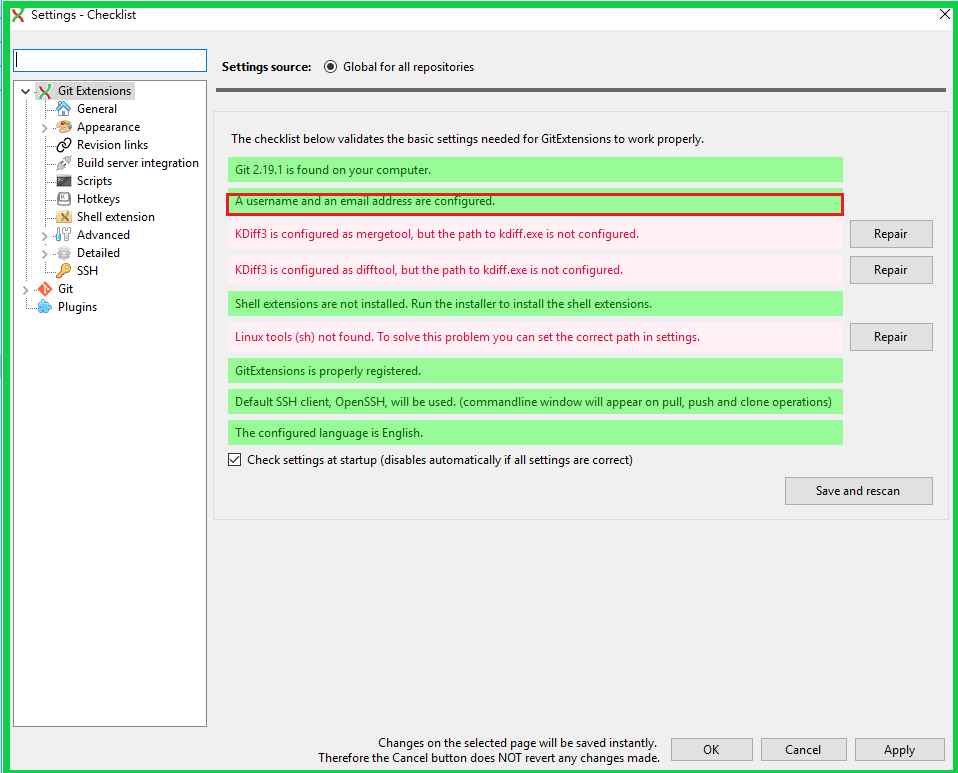 Settings - Checklist
Settings source: Global for all repositories
Git Extensions
General
Appearance
Revision links
Build server integration
Scripts
Hotkeys
Shell extension
Advanced
Detailed
SSH
Git
Plugins
The checklist below validates the basic settings needed for GitExtensions to work properly.
Git 2.19.1 is found on your computer.
A username and an email address are configured.
KDiff3 is configured as mergetool, but the path to kdiff.exe is not configured.
Repair
KDiff3 is configured as difftool, but the path to kdiff.exe is not configured.
Repair
Shell extensions are not installed. Run the installer to install the shell extensions.
Linux tools (sh) not found. To solve this problem you can set the correct path in settings.
Repair
GitExtensions is properly registered.
Default SSH client, OpenSSH, will be used. (commandline window will appear on pull, push and clone operations)
The configured language is English.
Check settings at startup (disables automatically if all settings are correct)
Save and rescan
Changes on the selected page will be saved instantly.
Therefore the Cancel button does NOT revert any changes made.
OK
Cancel
Apply